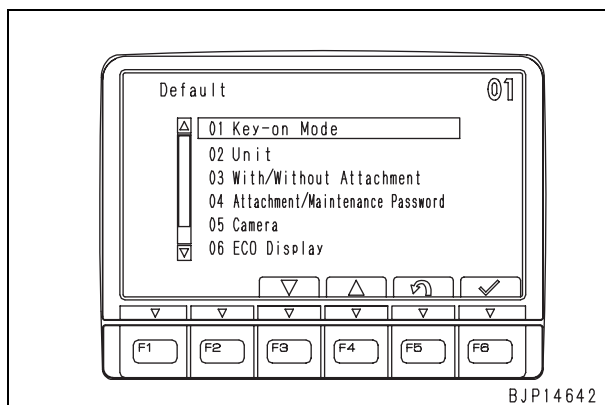 Default 01
01 Key-on Mode
02 Unit
03 With/Without Attachment
04 Attachment/Maintenance Password
05 Camera
06 ECO Display
F1 F2 F3 F4 F5 F6
BJP14642